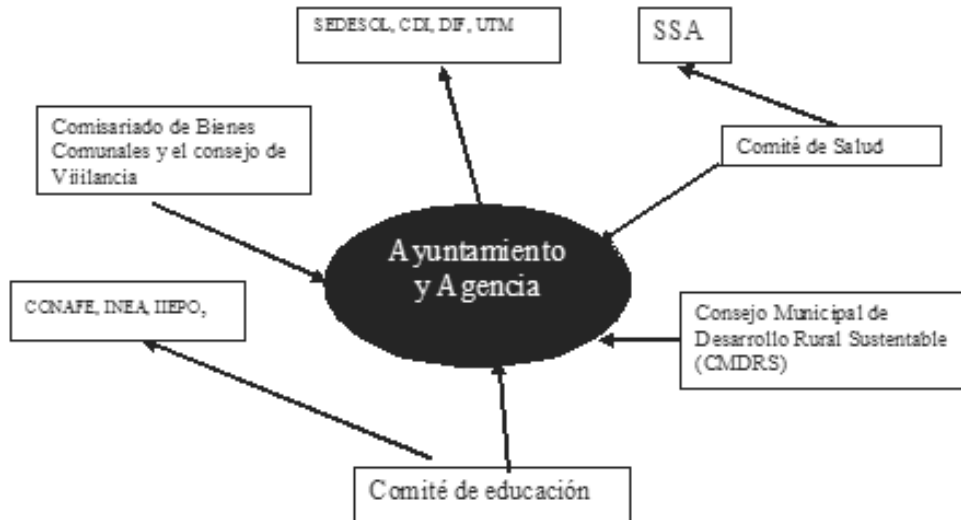 SEDESOL, CDI, DIF, UTM
SSA
Comisariado de Bienes
Comunales y el consejo de
Viiilancia
Comité de Salud
Ayuntamiento
y Agencia
CONAFE, INEA, IIEPO,
Consejo Municipal de
Desarrollo Rural Sustentable
(CMDRS)
Comité de educación